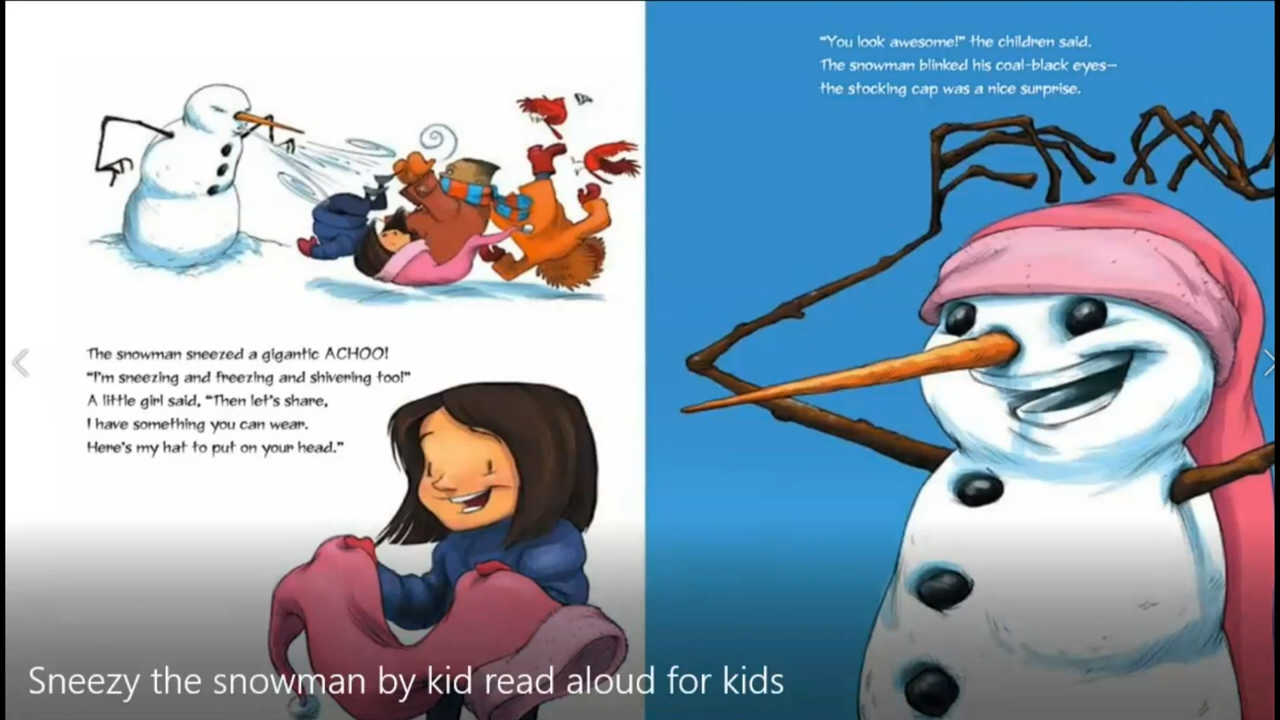 The snowman sneezed a gigantic ACHOO!
“I’m sneezing and freezing and shivering too!”
A little girl said, “Then let’s share,
I have something you can wear.
Here’s my hat to put on your head.”
“You look awesome!” the children said.
The snowman blinked his coal-black eyes—
the stocking cap was a nice surprise.
Sneezy the snowman by kid read aloud for kids